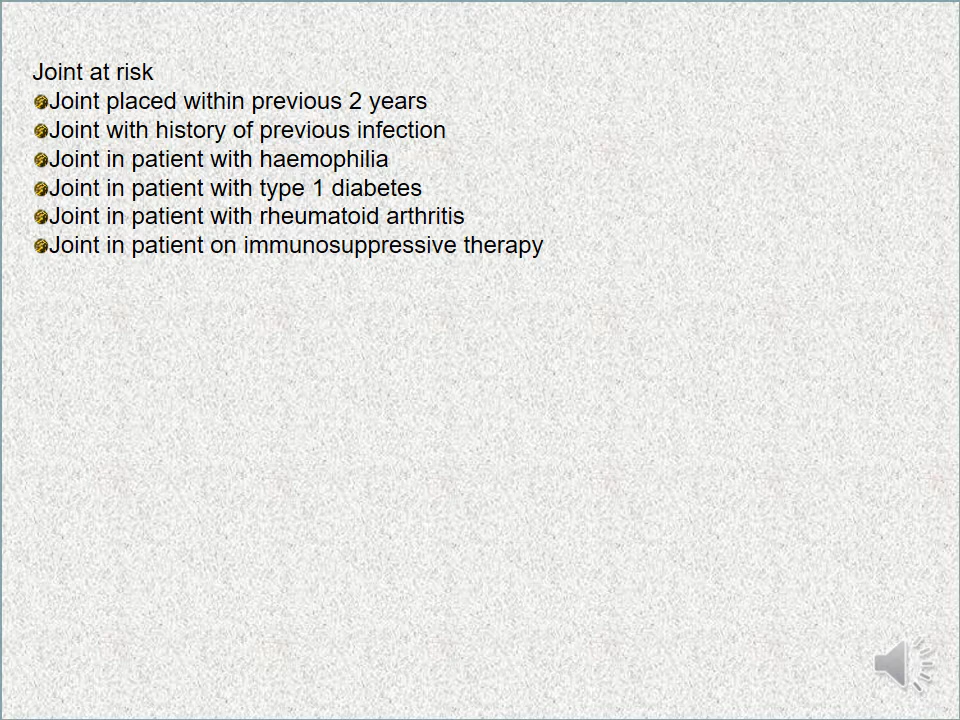 Joint at risk
Joint placed within previous 2 years
Joint with history of previous infection
Joint in patient with haemophilia
Joint in patient with type 1 diabetes
Joint in patient with rheumatoid arthritis
Joint in patient on immunosuppressive therapy